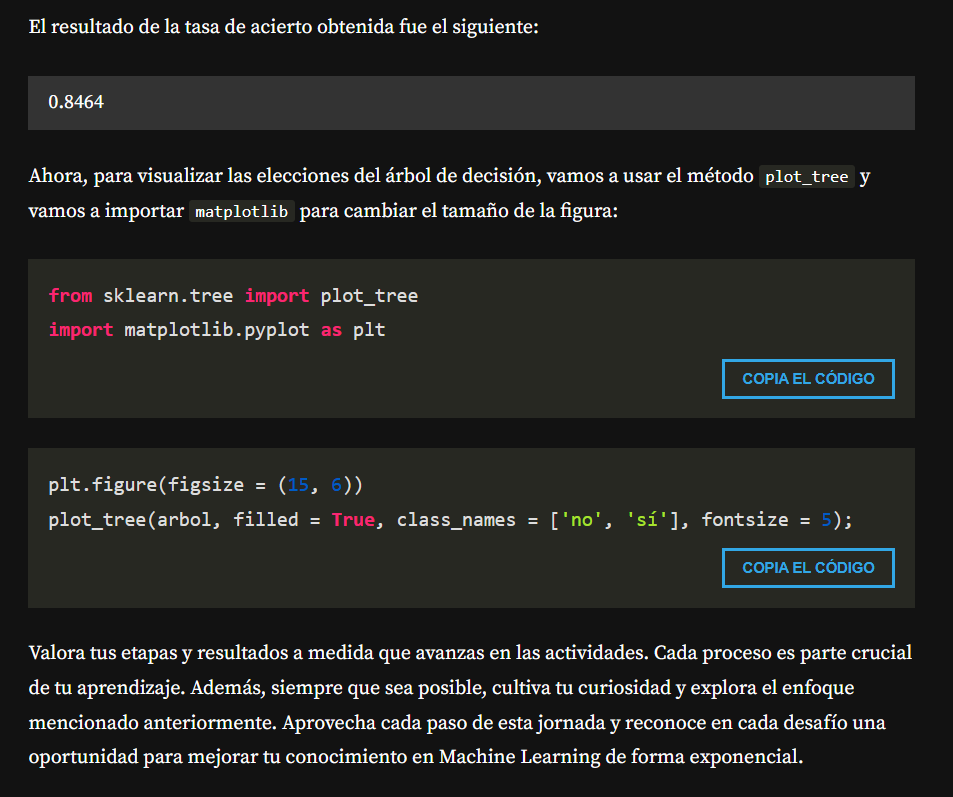 El resultado de la tasa de acierto obtenida fue el siguiente:
0.8464
Ahora, para visualizar las elecciones del árbol de decisión, vamos a usar el método plot_tree y
vamos a importar matplotlib para cambiar el tamaño de la figura:
from sklearn.tree import plot_tree
import matplotlib.pyplot as plt
COPIA EL CÓDIGO
plt.figure(figsize = (15, 6))
plot_tree(arbol, filled = True, class_names = ['no', 'sí'], fontsize = 5);
COPIA EL CÓDIGO
Valora tus etapas y resultados a medida que avanzas en las actividades. Cada proceso es parte crucial
de tu aprendizaje. Además, siempre que sea posible, cultiva tu curiosidad y explora el enfoque
mencionado anteriormente. Aprovecha cada paso de esta jornada y reconoce en cada desafío una
oportunidad para mejorar tu conocimiento en Machine Learning de forma exponencial.